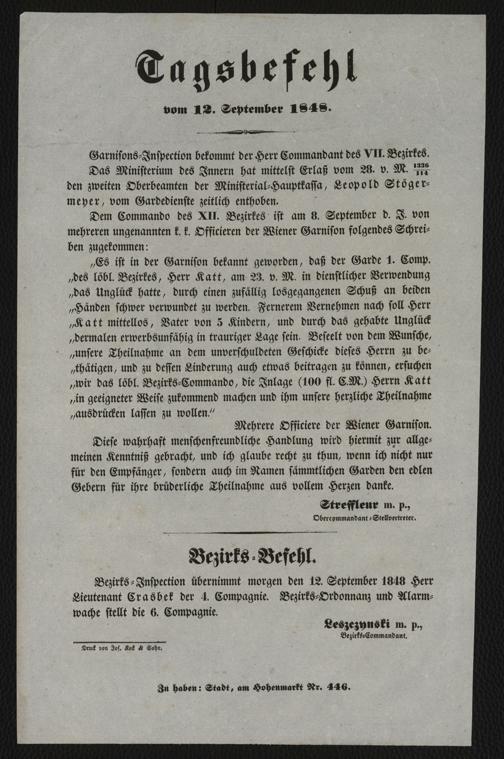 Tagsbefehl
vom 12. September 1848.
Garnisons-Inspection bekommt der Herr Commandant des VII. Bezirkes.
Das Ministerium des Innern hat mittelst Erlaß vom 28. v. M. 1336/114
den zweiten Oberbeamten der Ministerial-Hauptkassa, Leopold Stöger-
meyer, vom Gardedienste zeitlich enthoben.
Dem Commando des XII. Bezirkes ist am 8. September d. J. von
mehreren ungenannten k. k. Officieren der Wiener Garnison folgendes Schrei-
ben zugekommen:
„Es ist in der Garnison bekannt geworden, daß der Garde 1. Comp.
„des löbl. Bezirkes, Herr Katt, am 23. v. M. in dienstlicher Verwendung
„das Unglück hatte, durch einen zufällig losgegangenen Schuß an beiden
„Händen schwer verwundet zu werden. Fernerem Vernehmen nach soll Herr
„Katt mittellos, Vater von 5 Kindern, und durch das gehabte Unglück
„dermalen erwerbsunfähig in trauriger Lage sein. Beseelt von dem Wunsche,
„unsere Theilnahme an dem unverschuldeten Geschicke dieses Herrn zu be-
„thätigen, und zu dessen Linderung auch etwas beitragen zu können, ersuchen
„wir das löbl. Bezirks-Commando, die Inlage (100 fl. C.M.) Herrn Katt
„in geeigneter Weise zukommend machen und ihm unsere herzliche Theilnahme
„ausdrücken lassen zu wollen.“
Mehrere Officiere der Wiener Garnison.
Diese wahrhaft menschenfreundliche Handlung wird hiermit zur allge-
meinen Kenntniß gebracht, und ich glaube recht zu thun, wenn ich nicht nur
für den Empfänger, sondern auch im Namen sämmtlichen Garden den edlen
Gebern für ihre brüderliche Theilnahme aus vollem Herzen danke.
Streffleur m. p.,
Obercommandant-Stellvertreter.
Bezirks-Befehl.
Bezirks-Inspection übernimmt morgen den 12. September 1848 Herr
Lieutenant Crasbek der 4. Compagnie. Bezirks-Ordonnanz und Alarm-
wache stellt die 6. Compagnie.
Leszczynski m. p.,
Bezirks-Commandant.
Druck von Jos. Keck & Sohn.
Zu haben: Stadt, am Hohenmarkt Nr. 446.